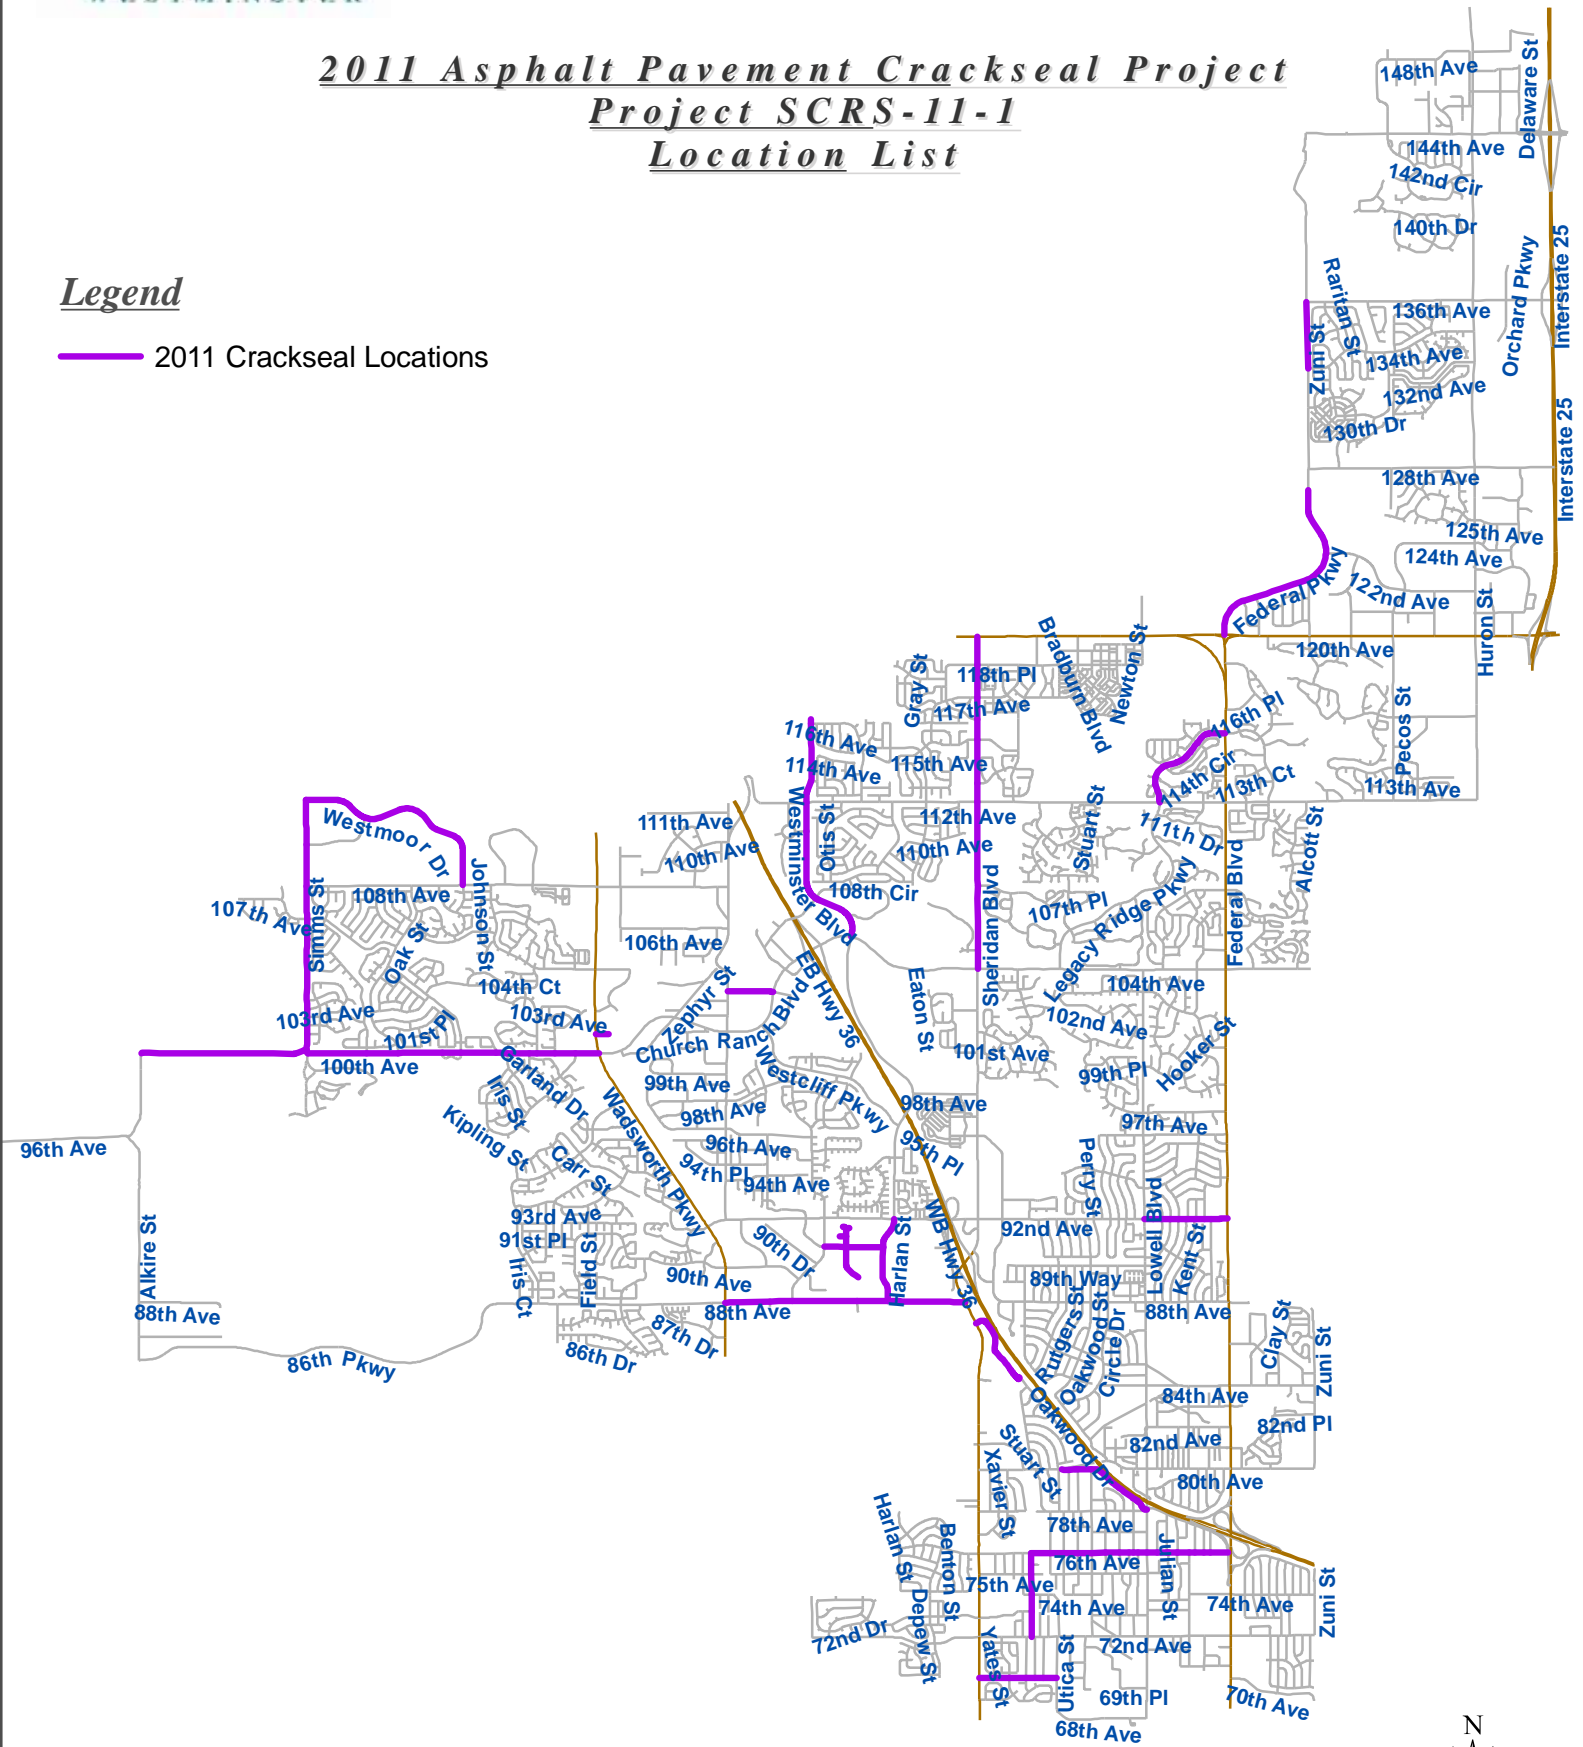 2011 Asphalt Pavement Crackseal Project
Project SCRS-11-1
Location List
Legend
2011 Crackseal Locations
148th Ave
Delaware St
144th Ave
142nd Cir
140th Dr
Orchard Pkwy
Interstate 25
Raritan St
136th Ave
Zuni St
134th Ave
132nd Ave
130th Dr
Interstate 25
128th Ave
125th Ave
124th Ave
122nd Ave
Federal Pkwy
Huron St
120th Ave
Bradburn Blvd
Newton St
Gray St
118th Pl
117th Ave
116th Pl
Pecos St
116th Ave
115th Ave
114th Ave
114th Cir
113th Ct
113th Ave
Westmoor Dr
111th Ave
110th Ave
Westminster Blvd
Otis St
112th Ave
110th Ave
Stuart St
111th Dr
Alcott St
Federal Blvd
108th Ave
Johnson St
108th Cir
107th Ave
Simms St
Oak St
106th Ave
107th Pl
Legacy Ridge Pkwy
Sheridan Blvd
EB Hwy 36
Eaton St
104th Ct
Zephyr St
104th Ave
103rd Ave
103rd Ave
101st Pl
Church Ranch Blvd
102nd Ave
101st Ave
Hooker St
100th Ave
Garland Dr
Iris St
99th Ave
Westcliff Pkwy
99th Pl
Kipling St
98th Ave
98th Ave
97th Ave
96th Ave
Wadsworth Pkwy
96th Ave
95th Pl
Carr St
94th Pl
94th Ave
Perry St
93rd Ave
91st Pl
Alkire St
Iris Ct
Field St
90th Dr
90th Ave
Harlan St
WB Hwy 36
92nd Ave
Lowell Blvd
Kent St
89th Way
88th Ave
88th Ave
88th Ave
87th Dr
86th Dr
86th Pkwy
Rutgers St
Oakwood St
Circle Dr
Clay St
Zuni St
84th Ave
82nd Pl
82nd Ave
Oakwood Dr
Stuart St
Xavier St
80th Ave
78th Ave
Harlan St
Benton St
76th Ave
Julian St
75th Ave
74th Ave
74th Ave
Zuni St
Depew St
72nd Dr
72nd Ave
Yates St
Utica St
69th Pl
70th Ave
68th Ave
N